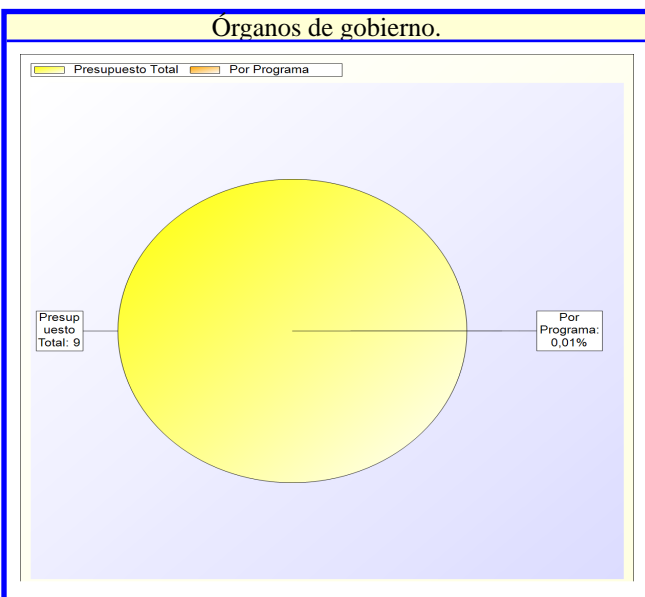 Órganos de gobierno.
Presupuesto Total Por Programa
Presup
uesto
Total: 9
Por
Programa:
0,01%